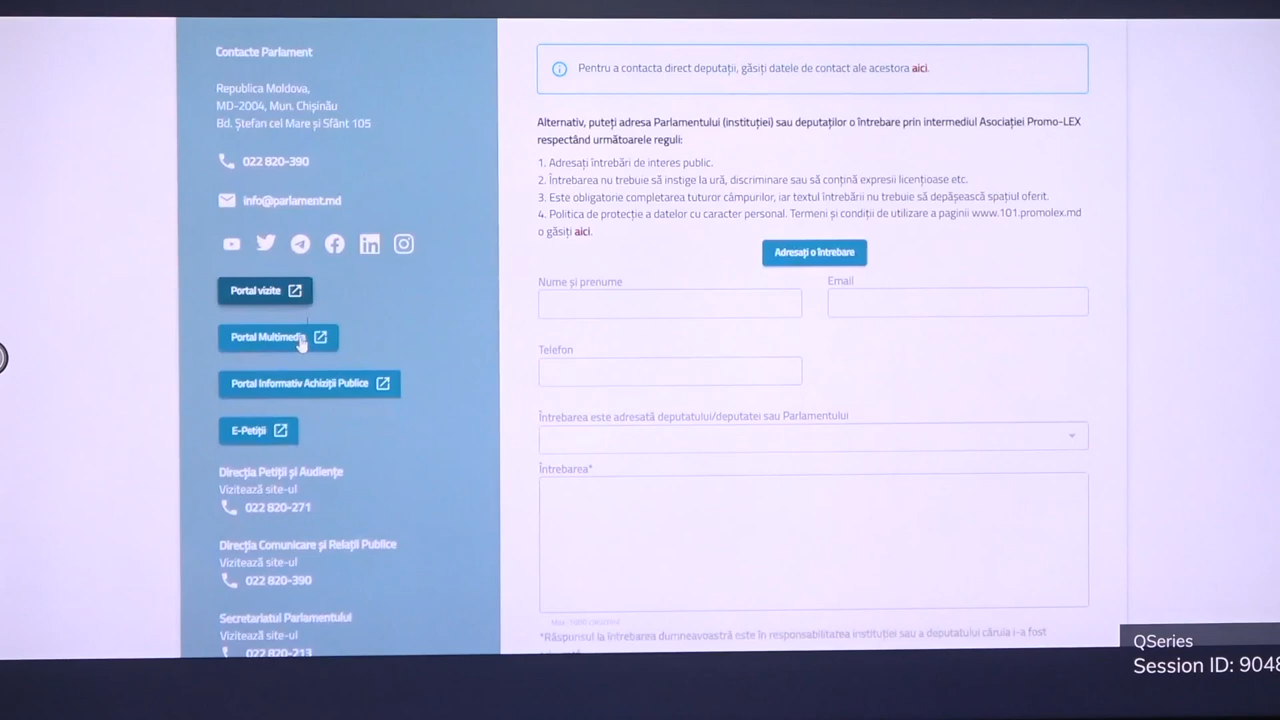 Contacte Parlament
Republica Moldova,
MD-2004, Mun. Chișinău
Bd. Ștefan cel Mare și Sfânt 105
022 820-390
info@parlament.md
Portal vizite
Portal Multimedia
Portal Informativ Achiziții Publice
E-Petiții
Direcția Petiții și Audiențe
Vizitează site-ul
022 820-271
Direcția Comunicare și Relații Publice
Vizitează site-ul
022 820-390
Secretariatul Parlamentului
Vizitează site-ul
022 820-213
Pentru a contacta direct deputații, găsiți datele de contact ale acestora aici.
Alternativ, puteți adresa Parlamentului (instituției) sau deputaților o întrebare prin intermediul Asociației Promo-LEX
respectând următoarele reguli:
1. Adresați întrebări de interes public.
2. Întrebarea nu trebuie să instige la ură, discriminare sau să conțină expresii licențioase etc.
3. Este obligatorie completarea tuturor câmpurilor, iar textul întrebării nu trebuie să depășească spațiul oferit.
4. Politica de protecție a datelor cu caracter personal. Termeni și condiții de utilizare a paginii www.101.promolex.md
o găsiți aici.
Adresați o întrebare
Nume și prenume
Email
Telefon
Întrebarea este adresată deputatului/deputatei sau Parlamentului
Întrebarea*
*Răspunsul la întrebarea dumneavoastră este în responsabilitatea instituției sau a deputatului căruia i-a fost
QSeries
Session ID: 9048